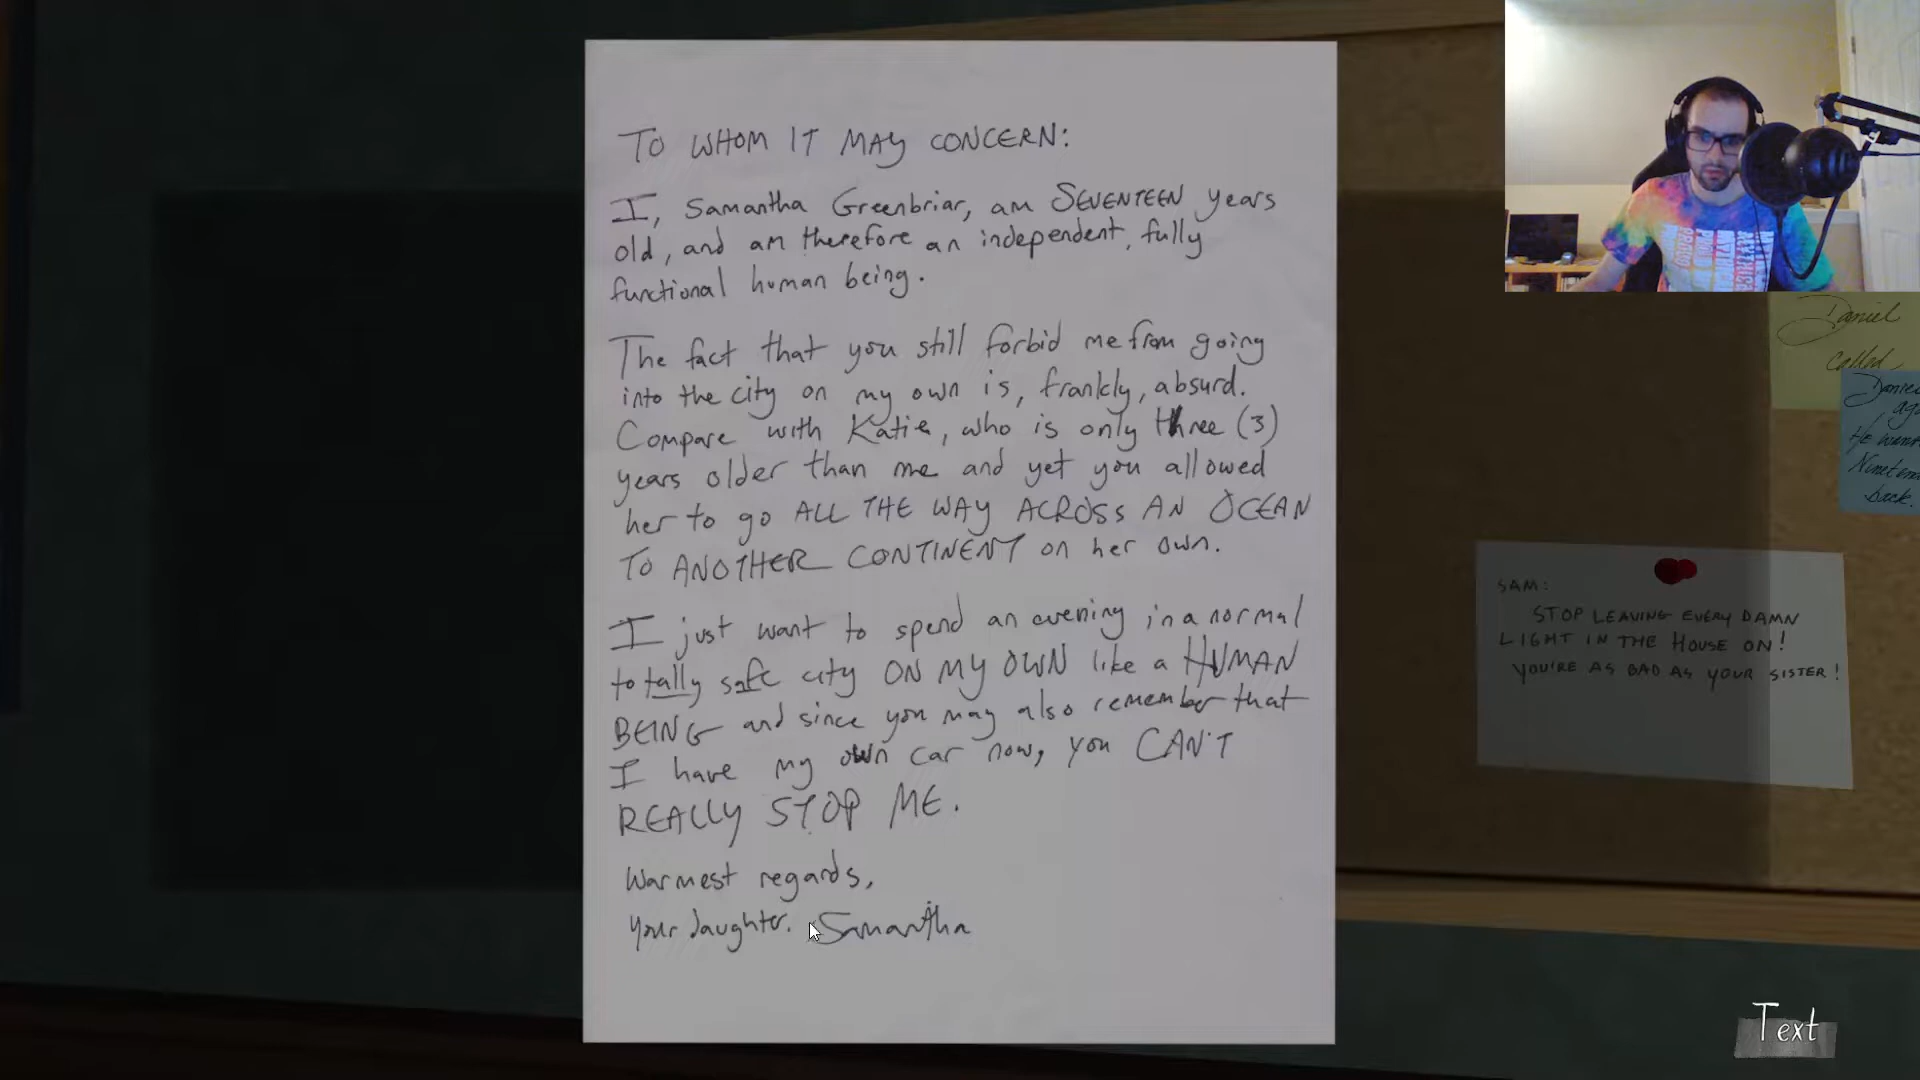 TO WHOM IT MAY CONCERN:
I, Samantha Greenbriar, am SEVENTEEN years
old, and am therefore an independent, fully
functional human being.
The fact that you still forbid me from going
into the city on my own is, frankly, absurd.
Compare with Katie, who is only three (3)
years older than me and yet you allowed
her to go ALL THE WAY ACROSS AN OCEAN
TO ANOTHER CONTINENT on her own.
I just want to spend an evening in a normal
totally safe city ON MY OWN like a HUMAN
BEING and since you may also remember that
I have my own car now, you CAN'T
REALLY STOP ME.
Warmest regards,
Your daughter. Samantha
Daniel
called
SAM:
STOP LEAVING EVERY DAMN
LIGHT IN THE HOUSE ON!
YOU'RE AS BAD AS YOUR SISTER!
Text